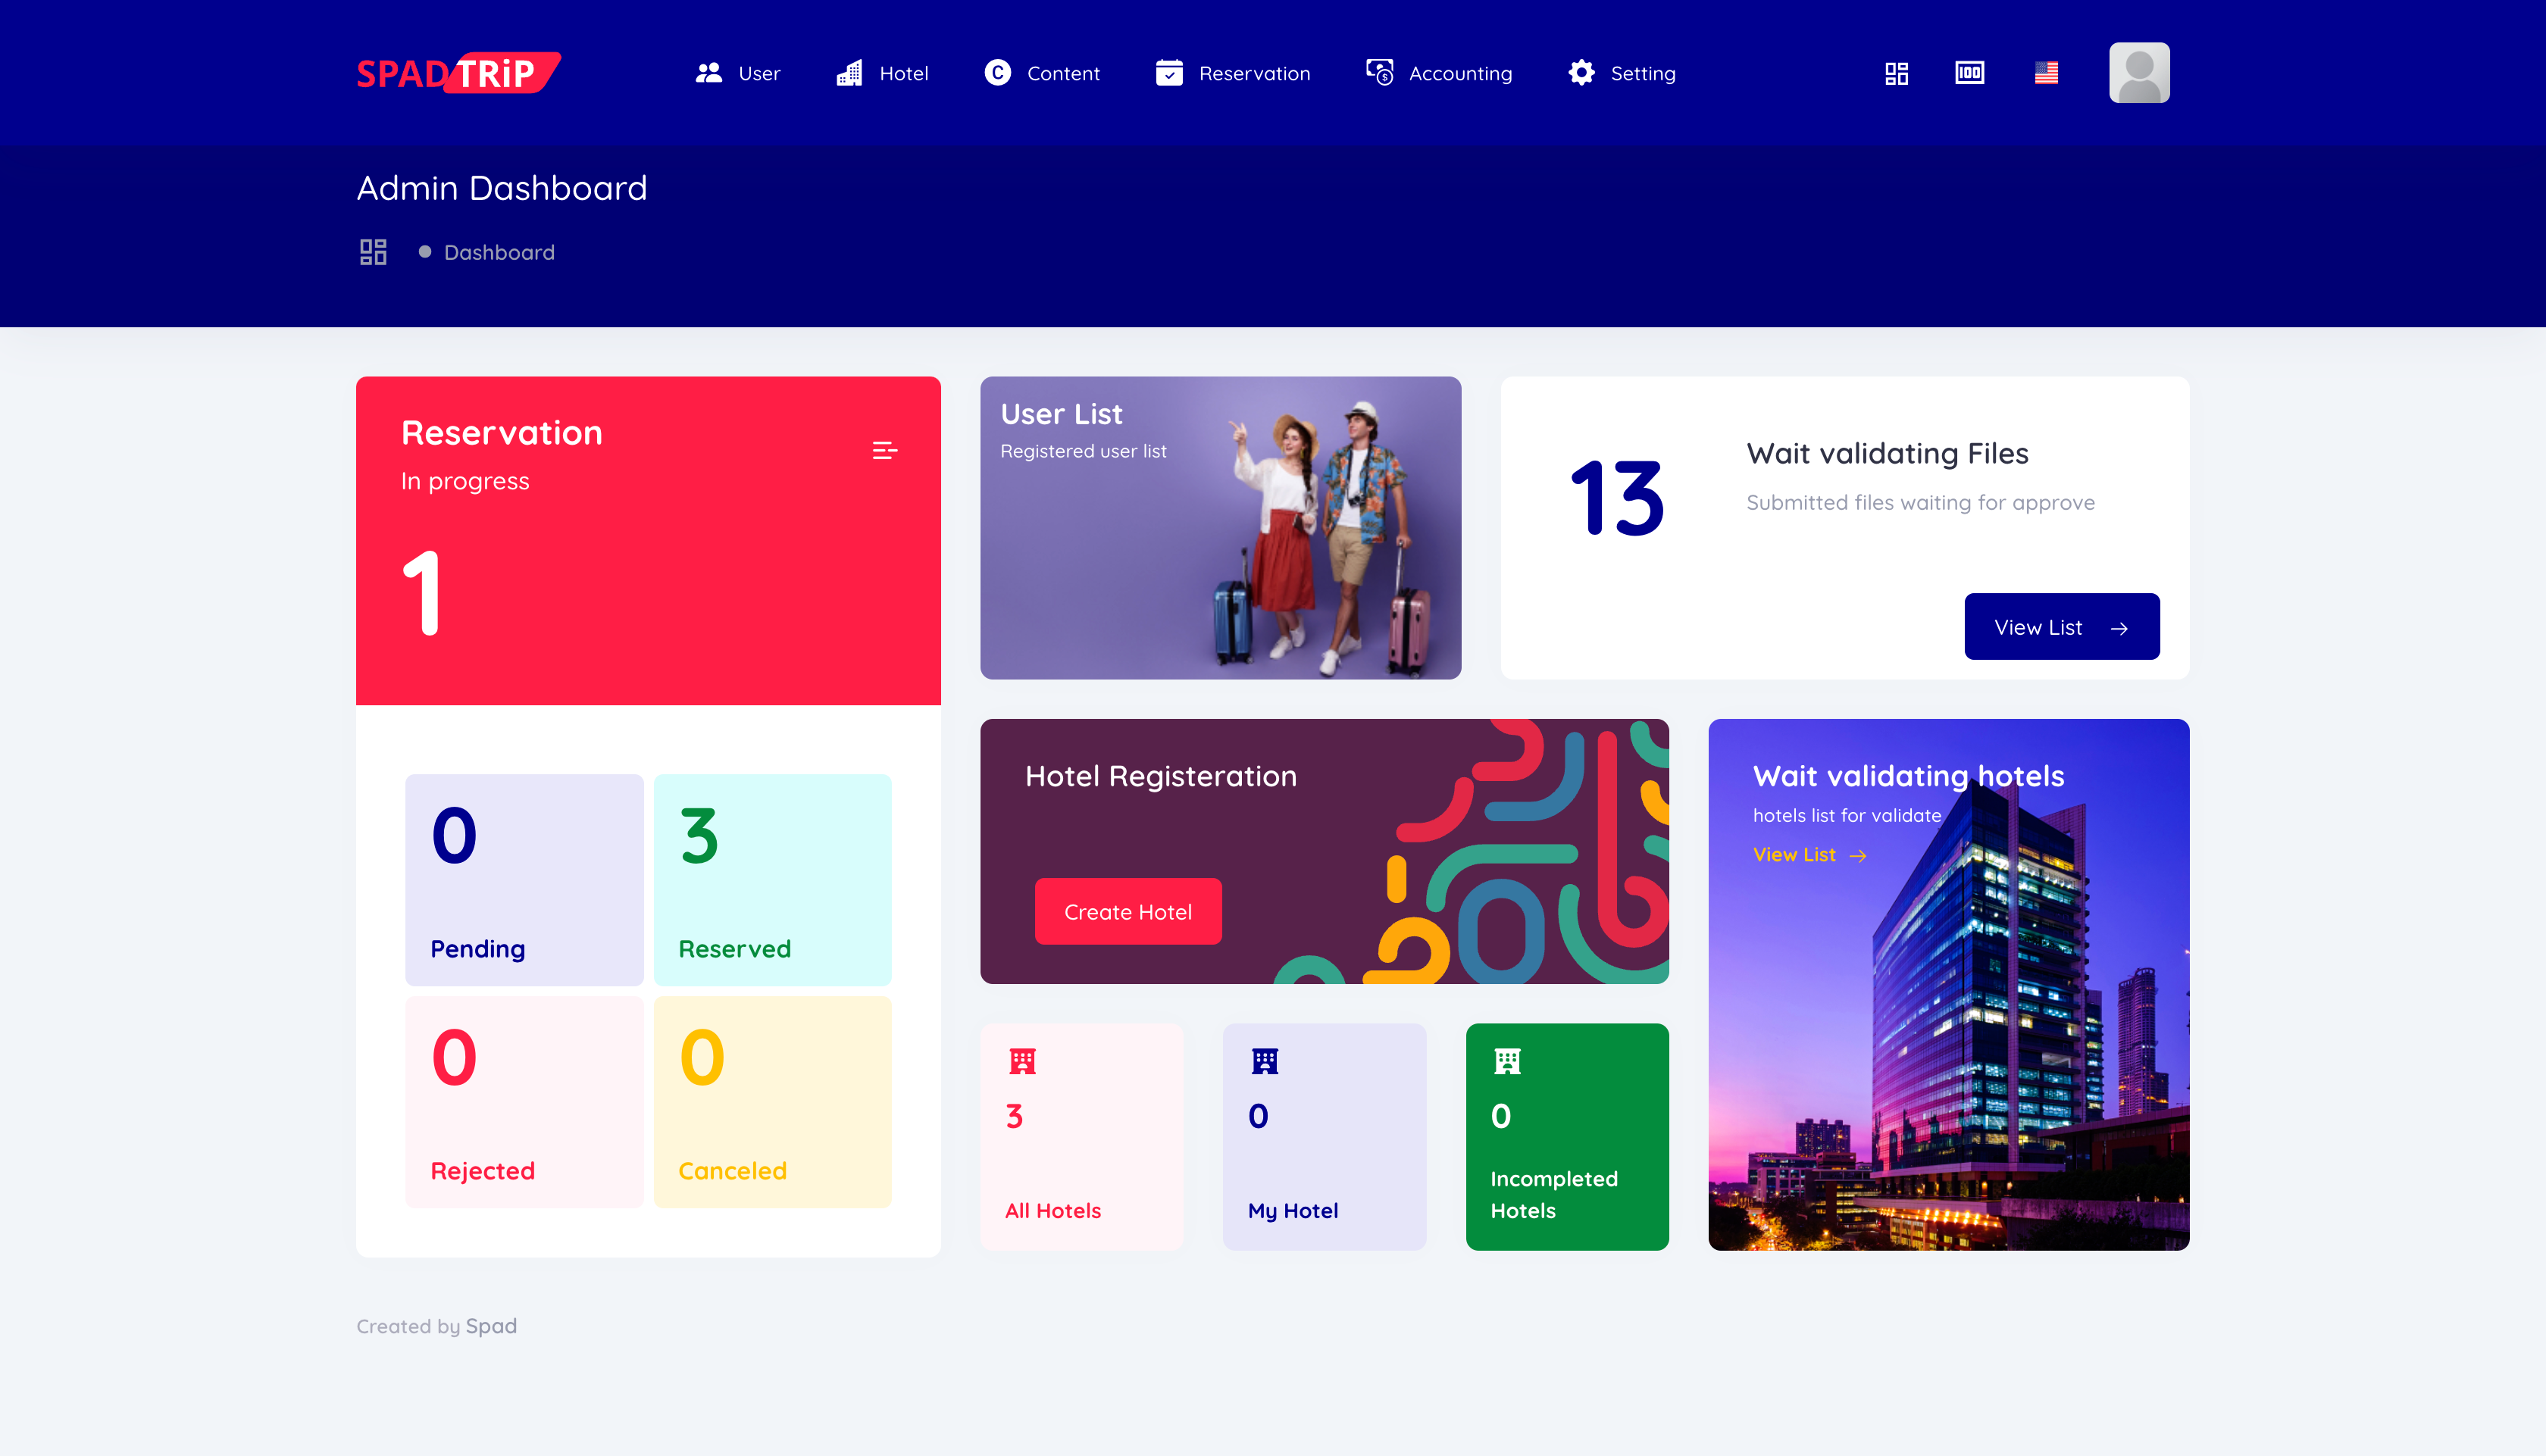 SPADTRiP
User
Hotel
Content
Reservation
Accounting
Setting
100
Admin Dashboard
Dashboard
Reservation
In progress
1
0
Pending
3
Reserved
0
Rejected
0
Canceled
User List
Registered user list
13
Wait validating Files
Submitted files waiting for approve
View List
Hotel Registeration
Create Hotel
3
All Hotels
0
My Hotel
0
Incompleted
Hotels
Wait validating hotels
hotels list for validate
View List
Created by Spad